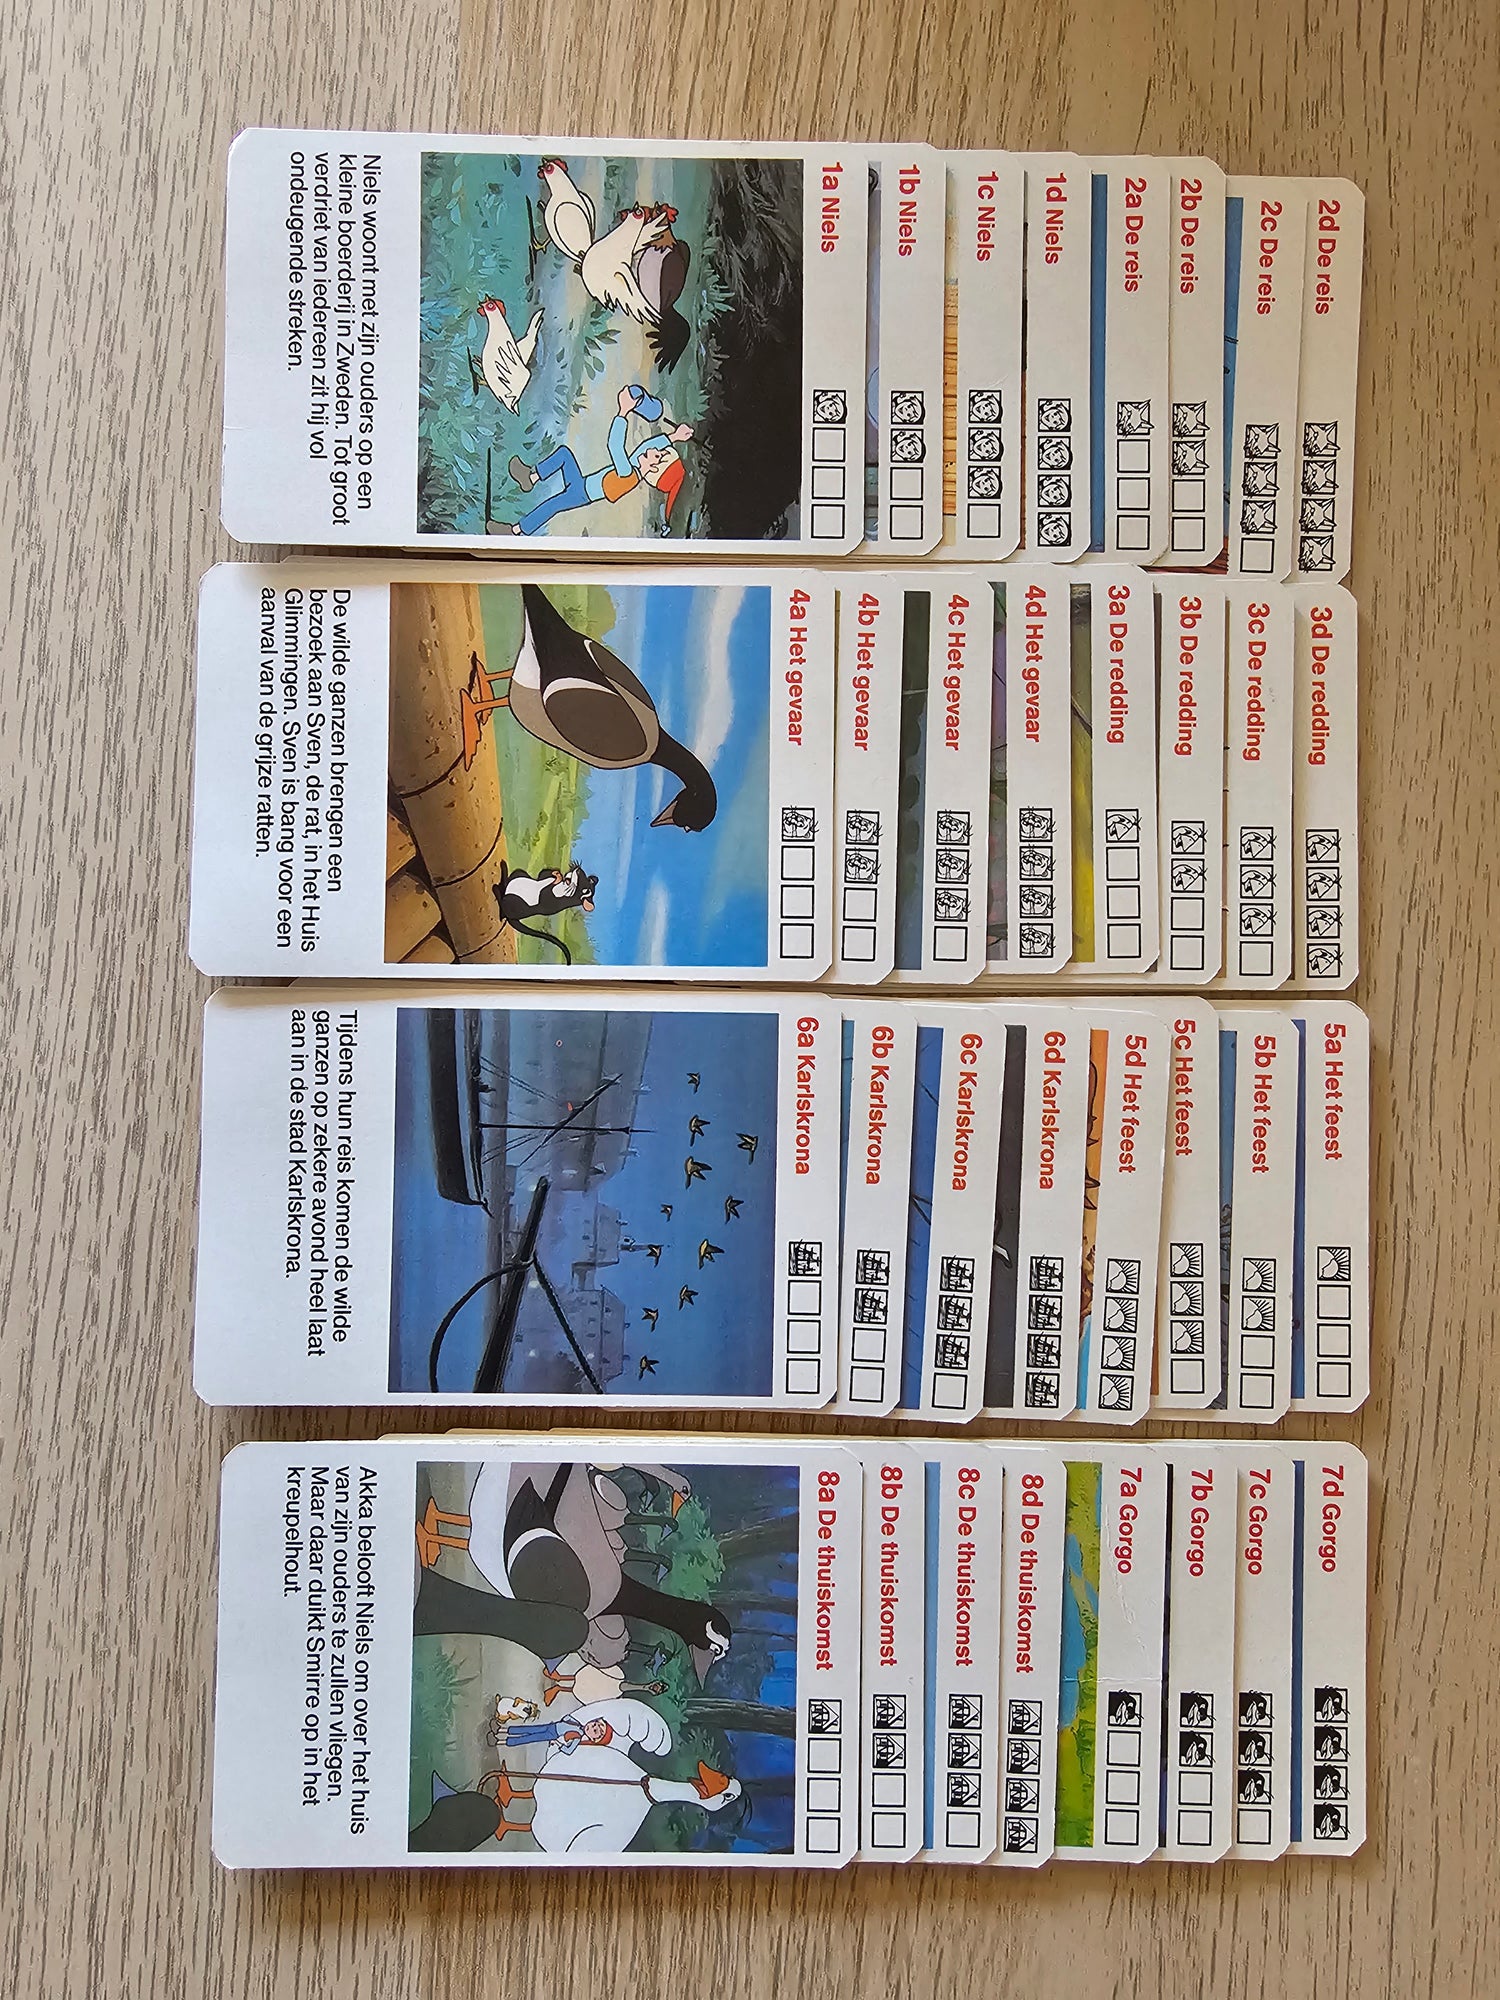 2d De reis
2c De reis
2b De reis
2a De reis
1d Niels
1c Niels
1b Niels
1a Niels
Niels woont met zijn ouders op een
kleine boerderij in Zweden. Tot groot
verdriet van iedereen zit hij vol
ondeugende streken.
3d De redding
3c De redding
3b De redding
3a De redding
4d Het gevaar
4c Het gevaar
4b Het gevaar
4a Het gevaar
De wilde ganzen brengen een
bezoek aan Sven, de rat, in het Huis
Glimmingen. Sven is bang voor een
aanval van de grijze ratten.
5a Het feest
5b Het feest
5c Het feest
5d Het feest
6d Karlskrona
6c Karlskrona
6b Karlskrona
6a Karlskrona
Tijdens hun reis komen de wilde
ganzen op zekere avond heel laat
aan in de stad Karlskrona.
7d Gorgo
7c Gorgo
7b Gorgo
7a Gorgo
8d De thuiskomst
8c De thuiskomst
8b De thuiskomst
8a De thuiskomst
Akka belooft Niels om over het huis
van zijn ouders te zullen vliegen.
Maar daar duikt Smirre op in het
kreupelhout.